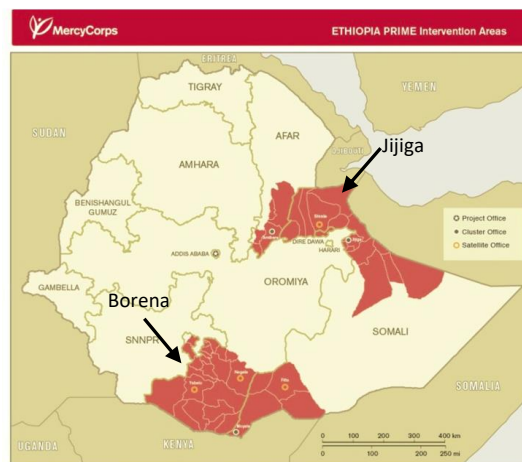 MercyCorps
ETHIOPIA PRIME Intervention Areas
ERITREA
YEMEN
TIGRAY
SUDAN
AFAR
DJIBOUTI
Jijiga
AMHARA
BENISHANGUL
GUMUZ
Project Office
Cluster Office
Satellite Office
DIRE DAWA
HARARI
ADDIS ABABA
GAMBELLA
OROMIYA
Borena
SOMALI
SNNPR
SOMALIA
UGANDA
KENYA
0 100 200 300 400 km
0 50 100 150 200 250 mi